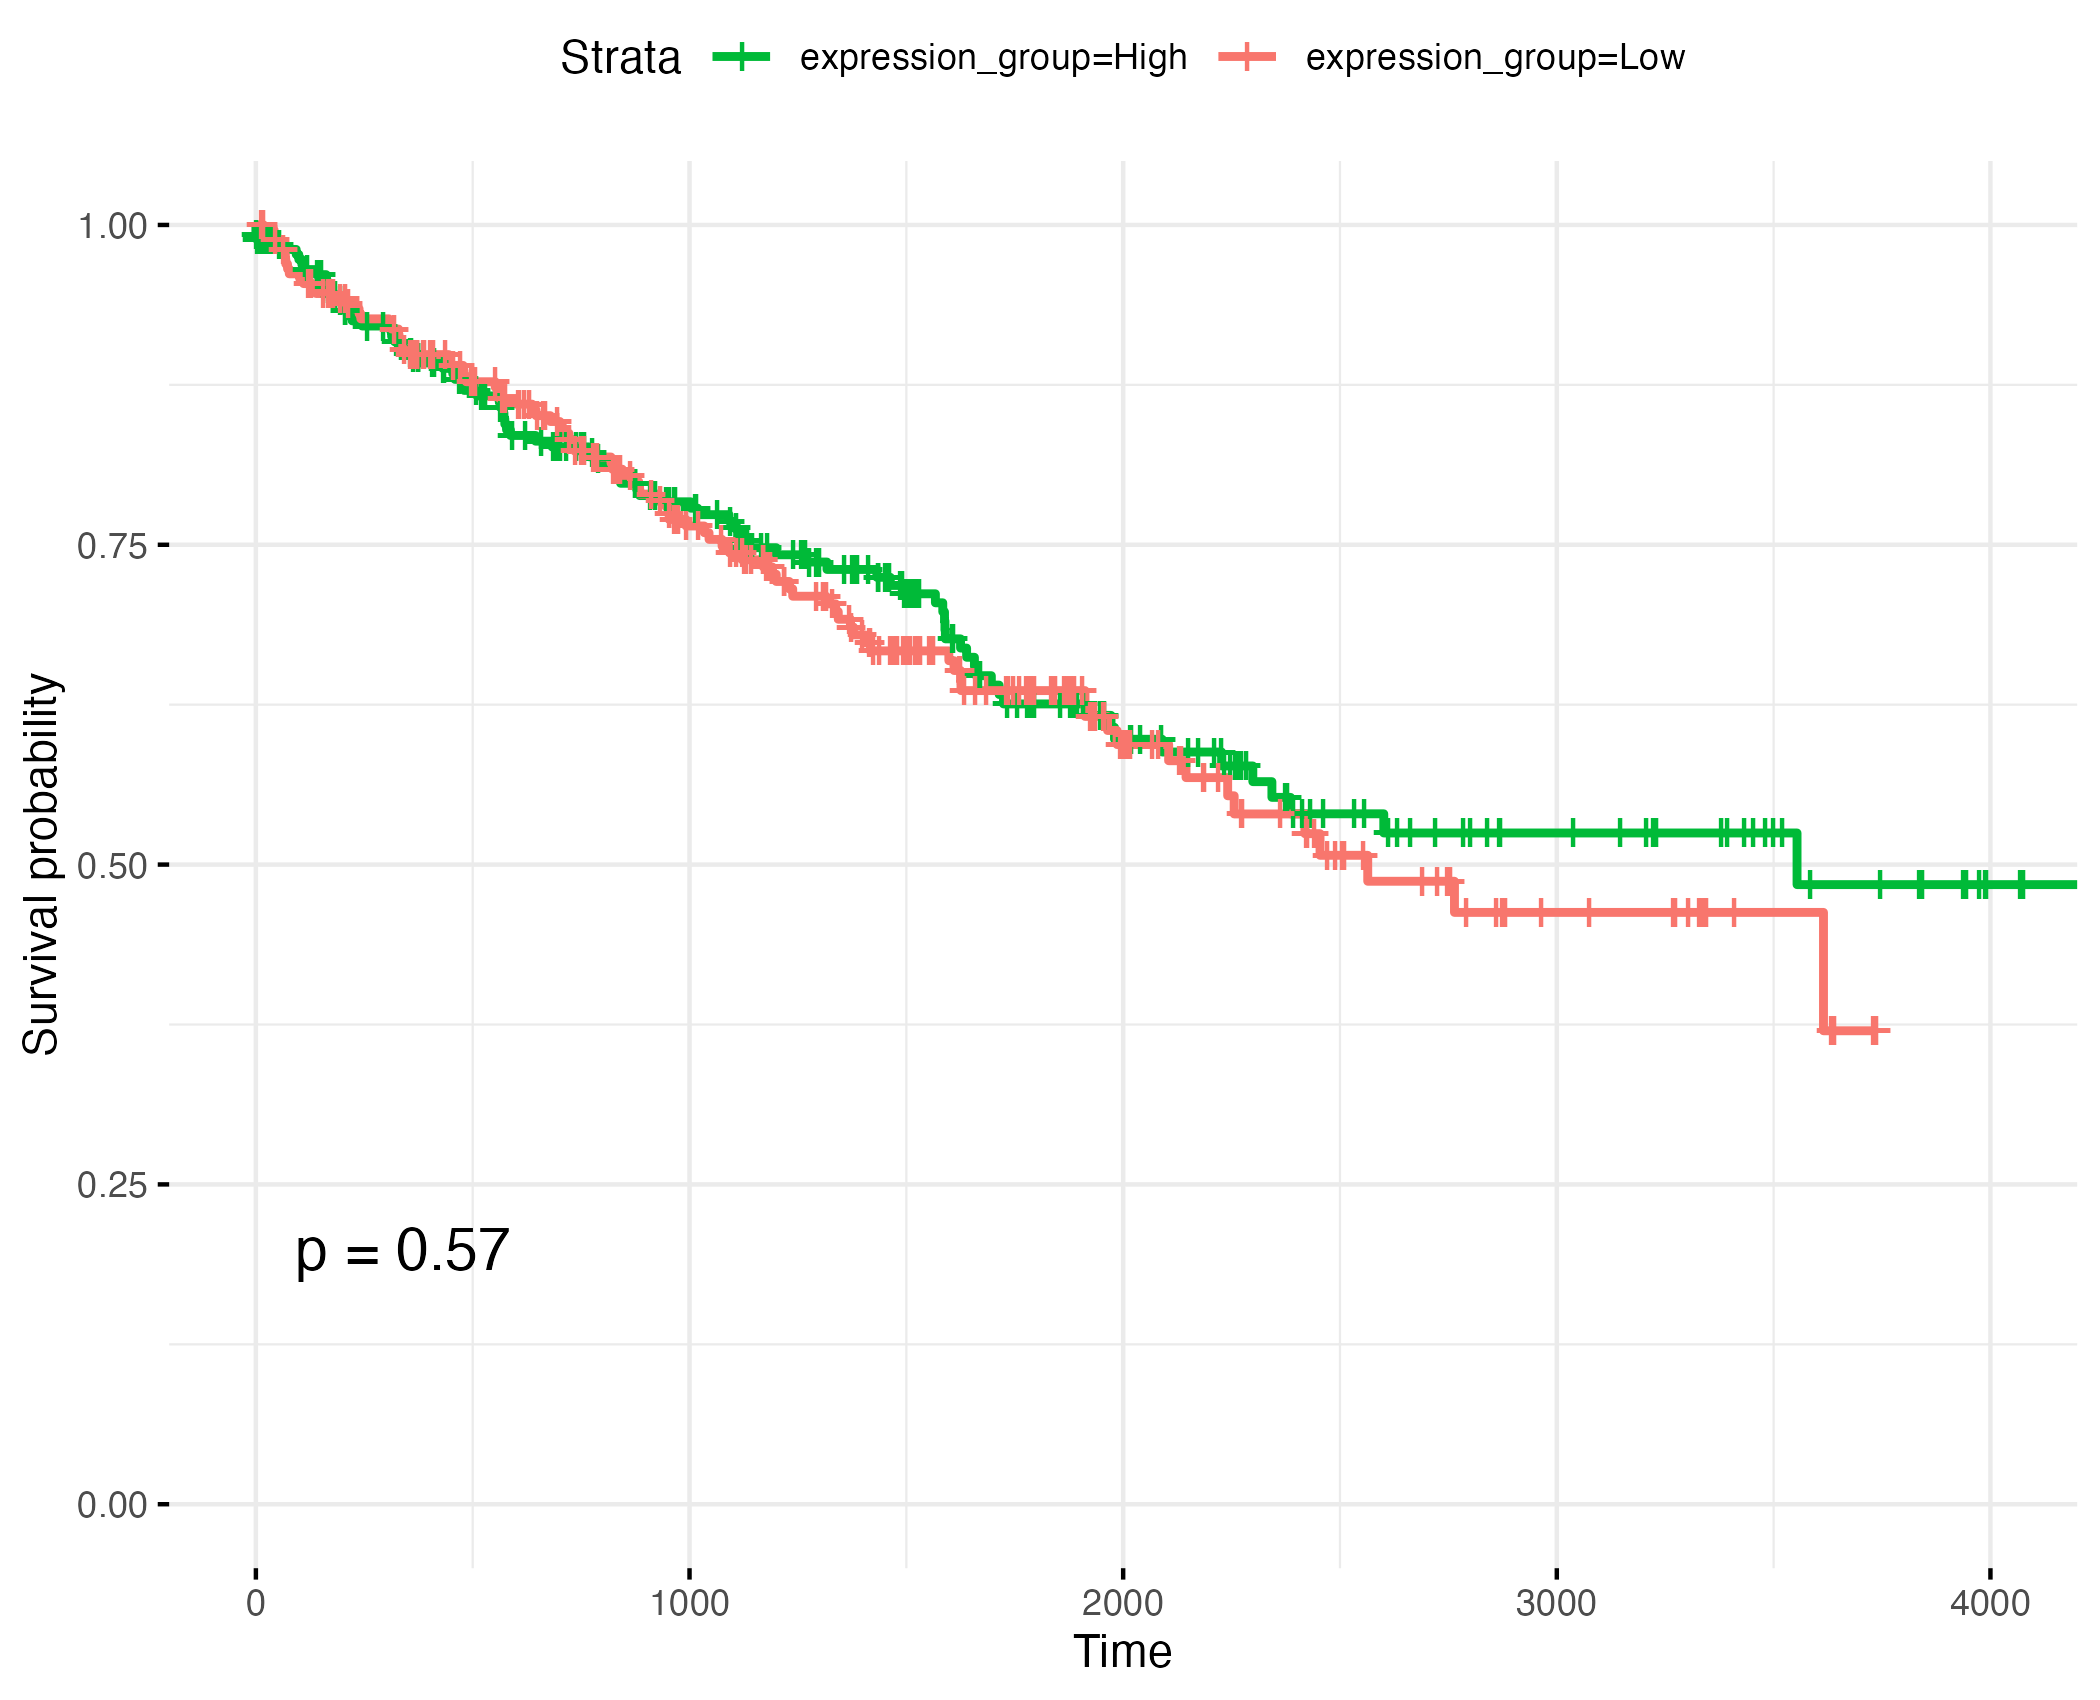 Strata expression_group=High expression_group=Low
Survival probability
1.00
0.75
0.50
0.25
0.00
p = 0.57
0 1000 2000 3000 4000
Time